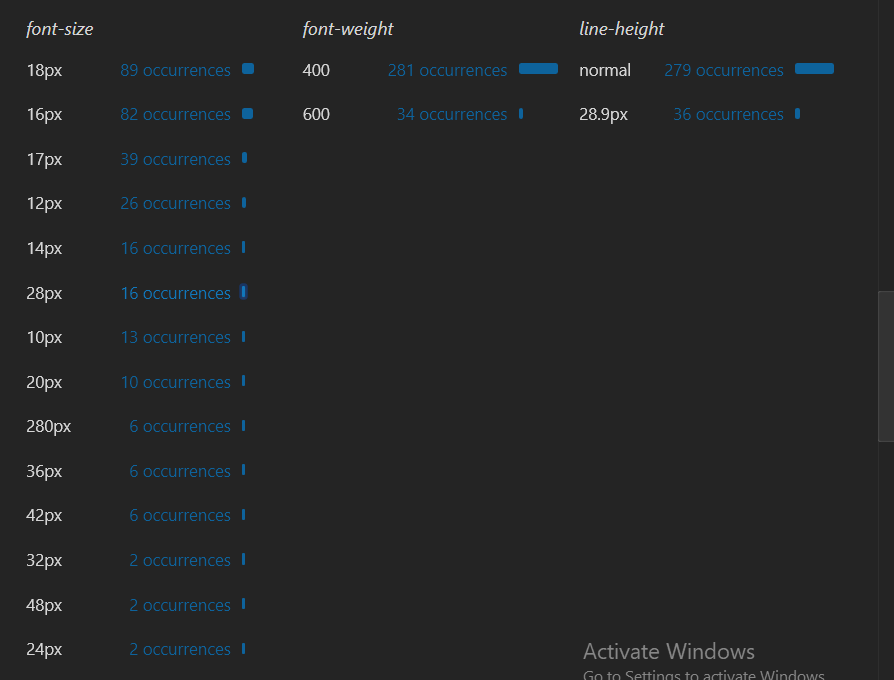 font-size font-weight line-height
18px 89 occurrences 400 281 occurrences normal 279 occurrences
16px 82 occurrences 600 34 occurrences 28.9px 36 occurrences
17px 39 occurrences
12px 26 occurrences
14px 16 occurrences
28px 16 occurrences
10px 13 occurrences
20px 10 occurrences
280px 6 occurrences
36px 6 occurrences
42px 6 occurrences
32px 2 occurrences
48px 2 occurrences
24px 2 occurrences
Activate Windows
Go to Settings to activate Windows.